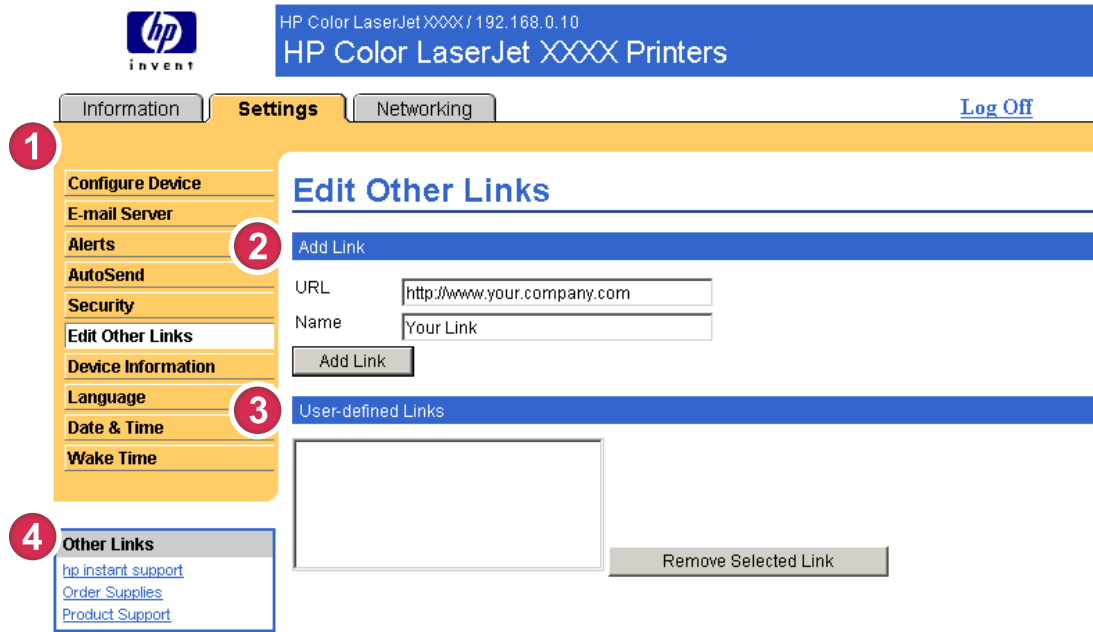 hp
invent
HP Color LaserJet XXXX / 192.168.0.10
HP Color LaserJet XXXX Printers
Information
Settings
Networking
Log Off
1
Configure Device
E-mail Server
Alerts
AutoSend
Security
Edit Other Links
Device Information
Language
Date & Time
Wake Time
Edit Other Links
2
Add Link
URL
http://www.your.company.com
Name
Your Link
Add Link
3
User-defined Links
Remove Selected Link
4
Other Links
hp instant support
Order Supplies
Product Support